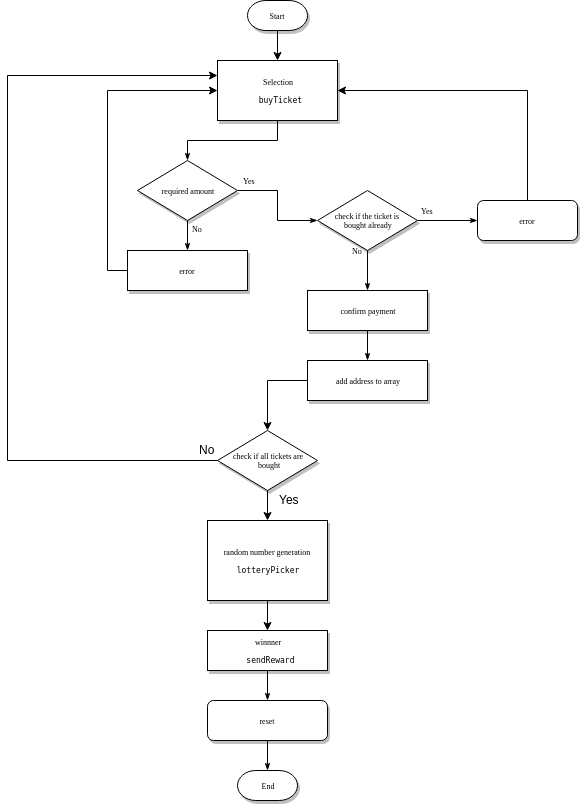 Start
Selection
buyTicket
required amount
Yes
No
check if the ticket is
bought already
Yes
error
No
error
confirm payment
add address to array
No
check if all tickets are
bought
Yes
random number generation
lotteryPicker
winnner
sendReward
reset
End